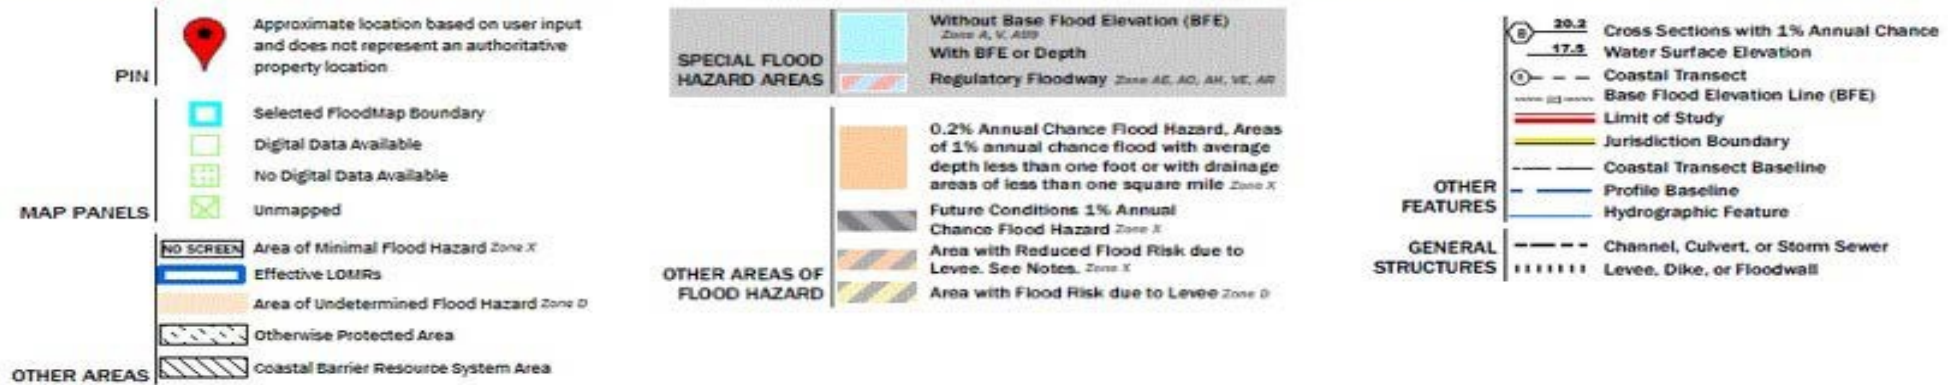 PIN
Approximate location based on user input
and does not represent an authoritative
property location
MAP PANELS
Selected FloodMap Boundary
Digital Data Available
No Digital Data Available
Unmapped
OTHER AREAS
NO SCREEN Area of Minimal Flood Hazard Zone X
Effective LOMRs
Area of Undetermined Flood Hazard Zone D
Otherwise Protected Area
Coastal Barrier Resource System Area
SPECIAL FLOOD
HAZARD AREAS
Without Base Flood Elevation (BFE)
Zone A, V, A99
With BFE or Depth
Regulatory Floodway Zone AE, AO, AH, VE, AR
OTHER AREAS OF
FLOOD HAZARD
0.2% Annual Chance Flood Hazard, Areas
of 1% annual chance flood with average
depth less than one foot or with drainage
areas of less than one square mile Zone X
Future Conditions 1% Annual
Chance Flood Hazard Zone X
Area with Reduced Flood Risk due to
Levee. See Notes. Zone X
Area with Flood Risk due to Levee Zone D
OTHER
FEATURES
B 20.2 Cross Sections with 1% Annual Chance
17.5 Water Surface Elevation
Coastal Transect
Base Flood Elevation Line (BFE)
Limit of Study
Jurisdiction Boundary
Coastal Transect Baseline
Profile Baseline
Hydrographic Feature
GENERAL
STRUCTURES
Channel, Culvert, or Storm Sewer
Levee, Dike, or Floodwall